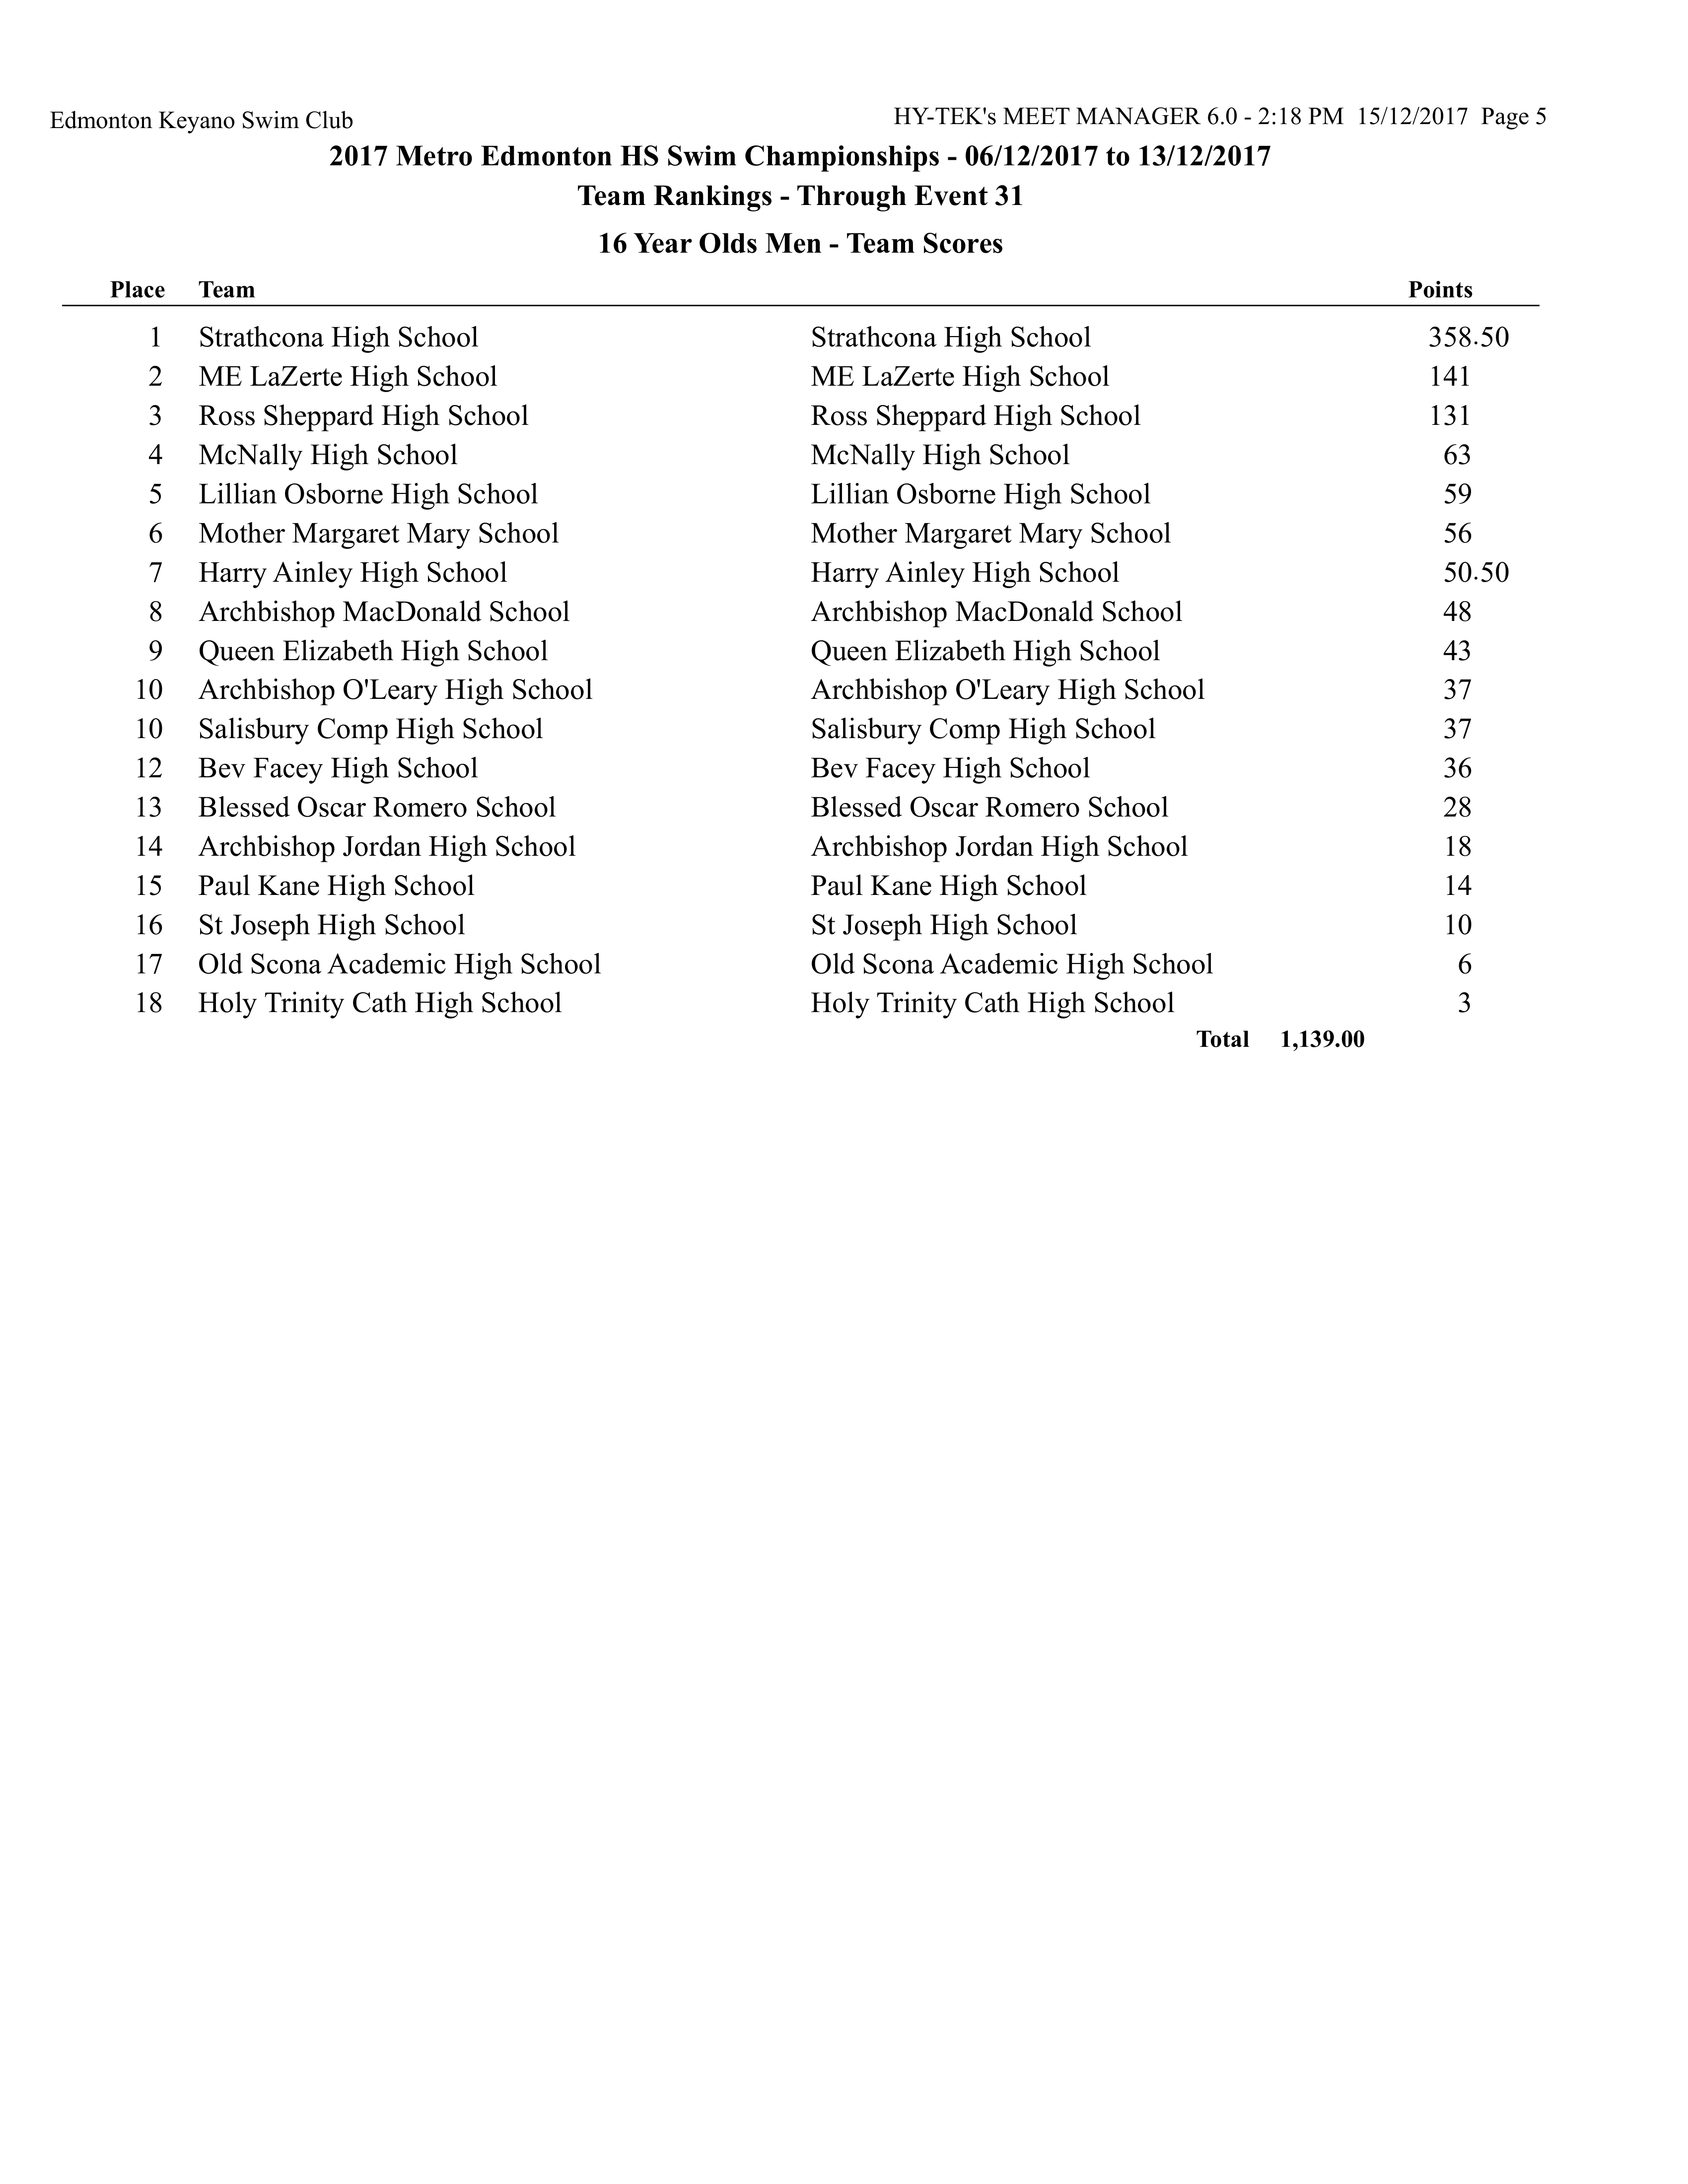 Edmonton Keyano Swim Club HY-TEK's MEET MANAGER 6.0 - 2:18 PM 15/12/2017 Page 5
2017 Metro Edmonton HS Swim Championships - 06/12/2017 to 13/12/2017
Team Rankings - Through Event 31
16 Year Olds Men - Team Scores
Place Team Points
1 Strathcona High School Strathcona High School 358.50
2 ME LaZerte High School ME LaZerte High School 141
3 Ross Sheppard High School Ross Sheppard High School 131
4 McNally High School McNally High School 63
5 Lillian Osborne High School Lillian Osborne High School 59
6 Mother Margaret Mary School Mother Margaret Mary School 56
7 Harry Ainley High School Harry Ainley High School 50.50
8 Archbishop MacDonald School Archbishop MacDonald School 48
9 Queen Elizabeth High School Queen Elizabeth High School 43
10 Archbishop O'Leary High School Archbishop O'Leary High School 37
10 Salisbury Comp High School Salisbury Comp High School 37
12 Bev Facey High School Bev Facey High School 36
13 Blessed Oscar Romero School Blessed Oscar Romero School 28
14 Archbishop Jordan High School Archbishop Jordan High School 18
15 Paul Kane High School Paul Kane High School 14
16 St Joseph High School St Joseph High School 10
17 Old Scona Academic High School Old Scona Academic High School 6
18 Holy Trinity Cath High School Holy Trinity Cath High School 3
Total 1,139.00